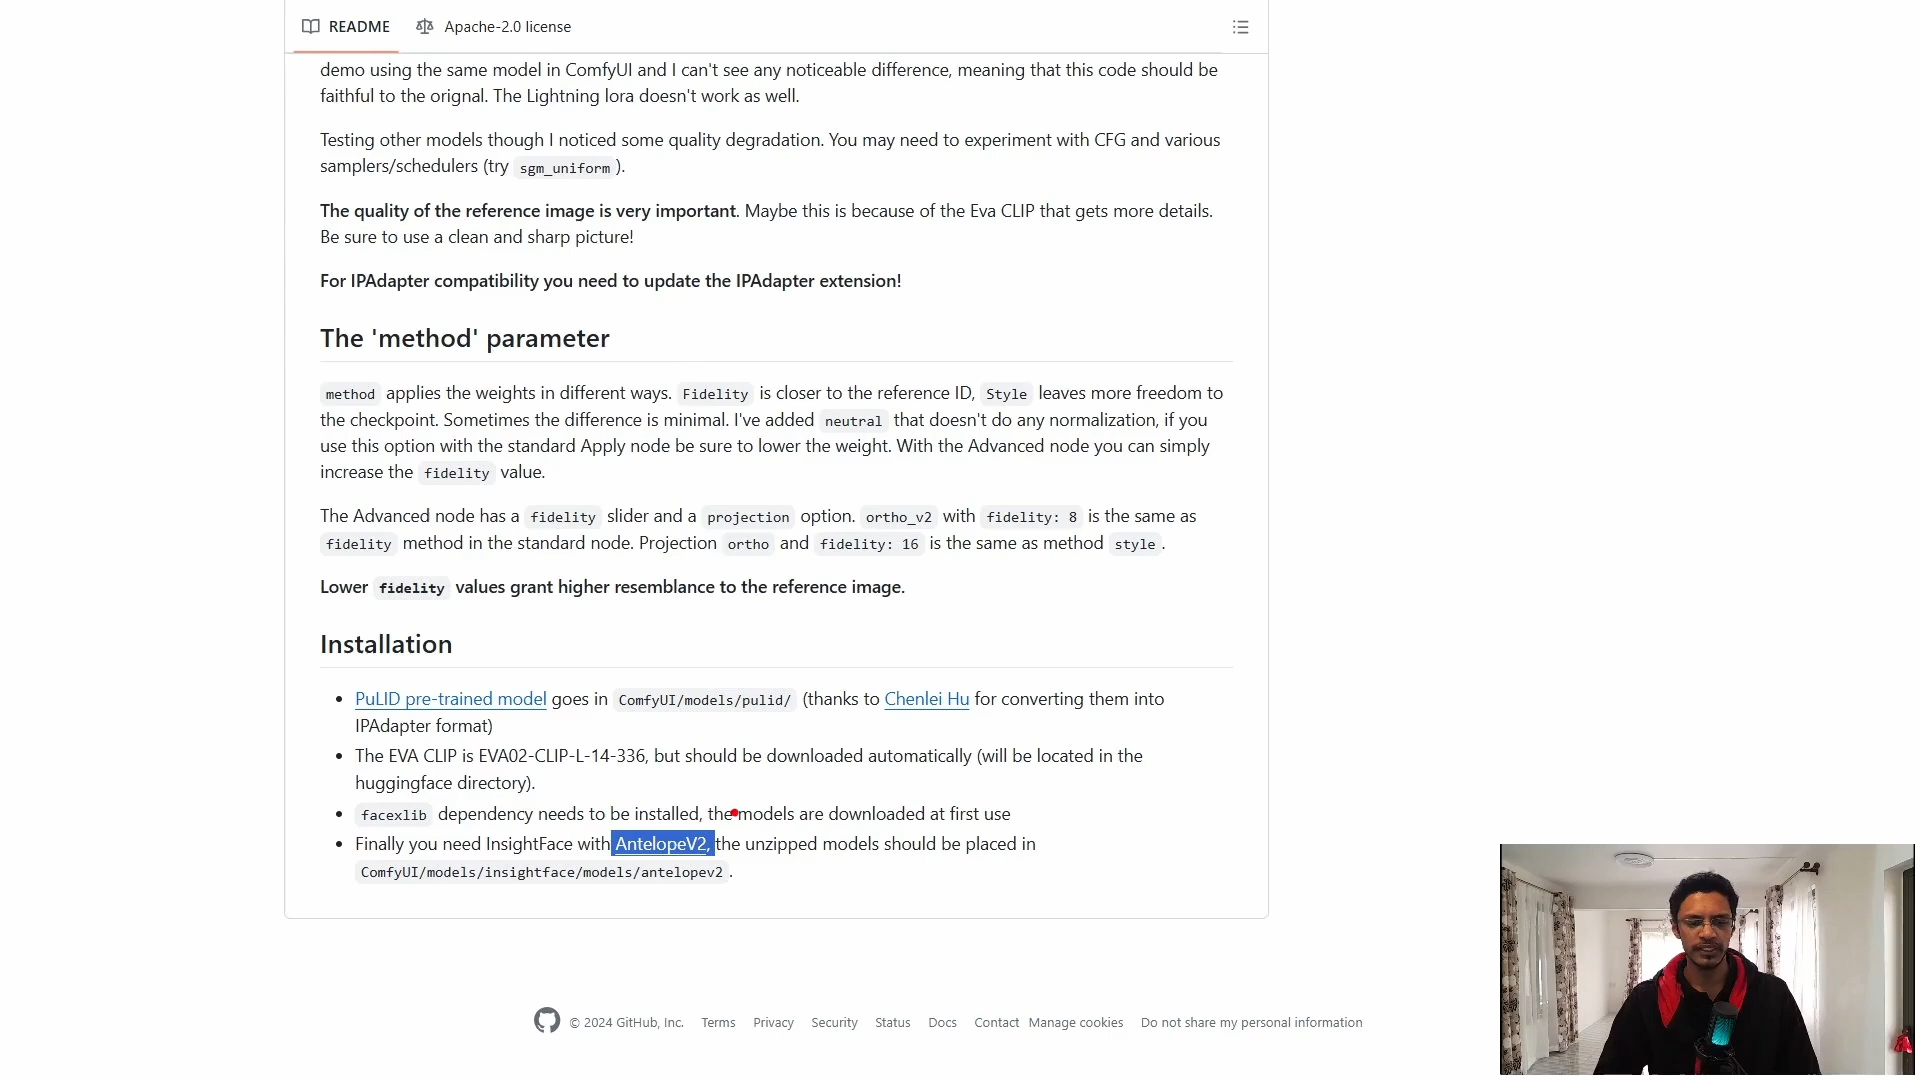 README Apache-2.0 license
demo using the same model in ComfyUI and I can't see any noticeable difference, meaning that this code should be
faithful to the orignal. The Lightning lora doesn't work as well.
Testing other models though I noticed some quality degradation. You may need to experiment with CFG and various
samplers/schedulers (try sgm_uniform ).
The quality of the reference image is very important. Maybe this is because of the Eva CLIP that gets more details.
Be sure to use a clean and sharp picture!
For IPAdapter compatibility you need to update the IPAdapter extension!
The 'method' parameter
method applies the weights in different ways. Fidelity is closer to the reference ID, Style leaves more freedom to
the checkpoint. Sometimes the difference is minimal. I've added neutral that doesn't do any normalization, if you
use this option with the standard Apply node be sure to lower the weight. With the Advanced node you can simply
increase the fidelity value.
The Advanced node has a fidelity slider and a projection option. ortho_v2 with fidelity: 8 is the same as
fidelity method in the standard node. Projection ortho and fidelity: 16 is the same as method style.
Lower fidelity values grant higher resemblance to the reference image.
Installation
• PuLID pre-trained model goes in ComfyUI/models/pulid/ (thanks to Chenlei Hu for converting them into
IPAdapter format)
• The EVA CLIP is EVA02-CLIP-L-14-336, but should be downloaded automatically (will be located in the
huggingface directory).
• facexlib dependency needs to be installed, the models are downloaded at first use
• Finally you need InsightFace with AntelopeV2, the unzipped models should be placed in
ComfyUI/models/insightface/models/antelopev2.
© 2024 GitHub, Inc. Terms Privacy Security Status Docs Contact Manage cookies Do not share my personal information